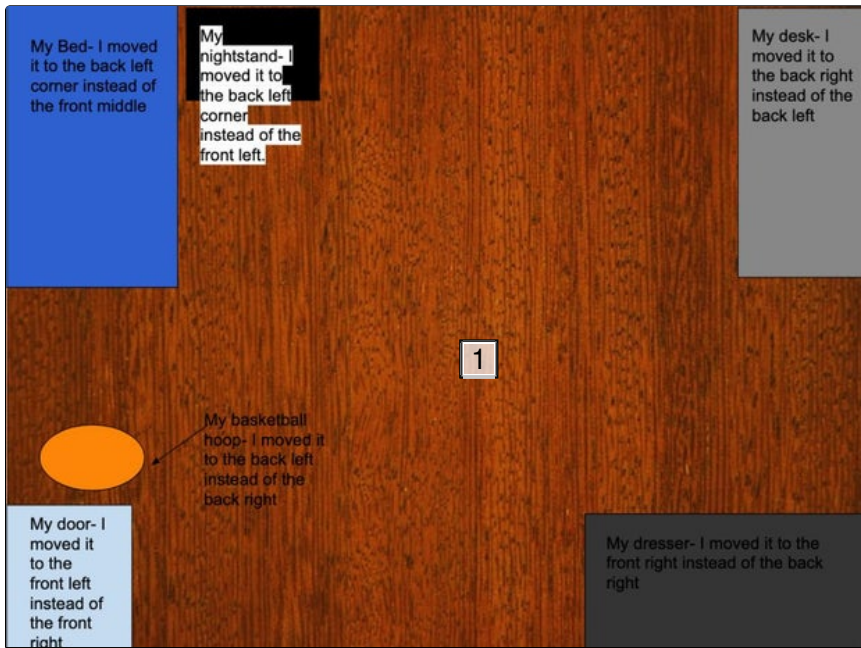 My Bed- I moved
it to the back left
corner instead of
the front middle
My
nightstand- I
moved it to
the back left
corner
instead of the
front left.
My desk- I
moved it to
the back right
instead of the
back left
1
My basketball
hoop- I moved it
to the back left
instead of the
back right
My door- I
moved it
to the
front left
instead of
the front
right
My dresser- I moved it to the
front right instead of the back
right